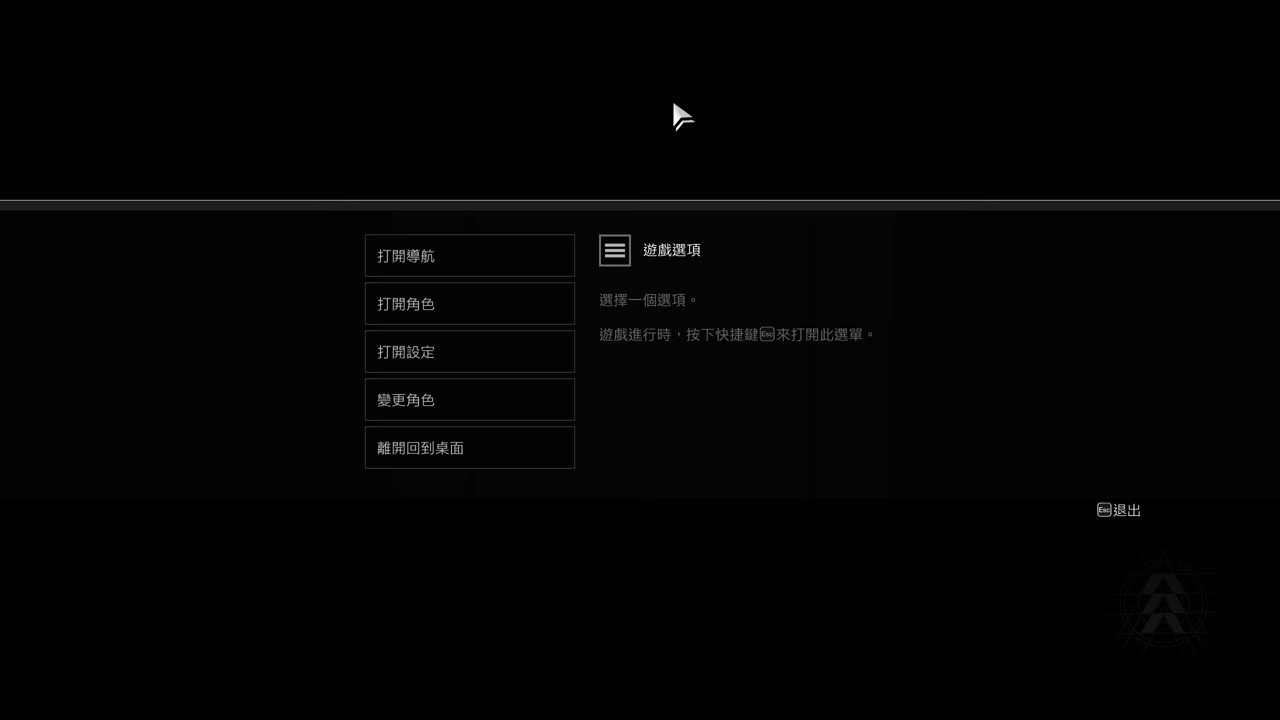 打開導航
打開角色
打開設定
變更角色
離開回到桌面
遊戲選項
選擇一個選項。
遊戲進行時，按下快捷鍵Esc來打開此選單。
Esc退出